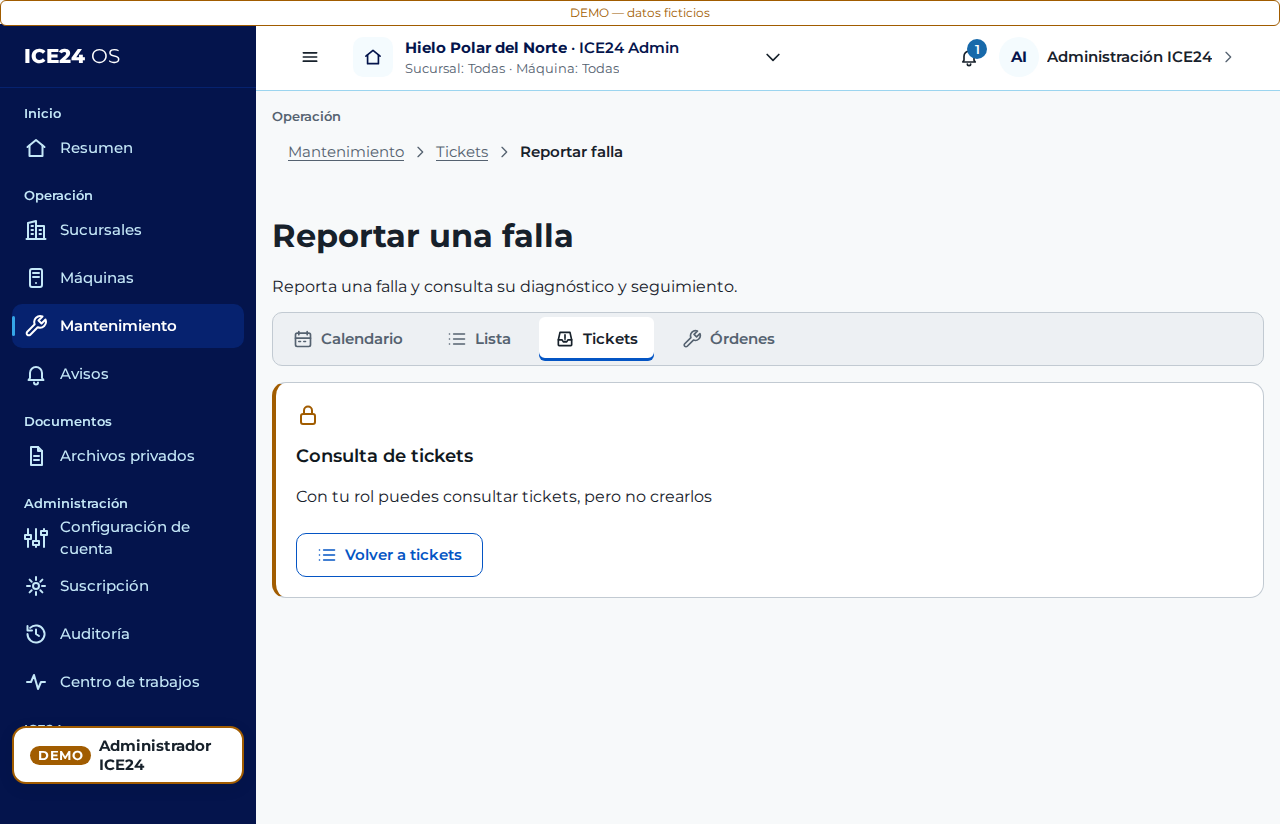 DEMO — datos ficticios
ICE24 OS
Inicio
Resumen
Operación
Sucursales
Máquinas
Mantenimiento
Avisos
Documentos
Archivos privados
Administración
Configuración de
cuenta
Suscripción
Auditoría
Centro de trabajos
DEMO Administrador
ICE24
Hielo Polar del Norte · ICE24 Admin
Sucursal: Todas · Máquina: Todas
1
AI Administración ICE24
Operación
Mantenimiento > Tickets > Reportar falla
Reportar una falla
Reporta una falla y consulta su diagnóstico y seguimiento.
Calendario Lista Tickets Órdenes
Consulta de tickets
Con tu rol puedes consultar tickets, pero no crearlos
Volver a tickets